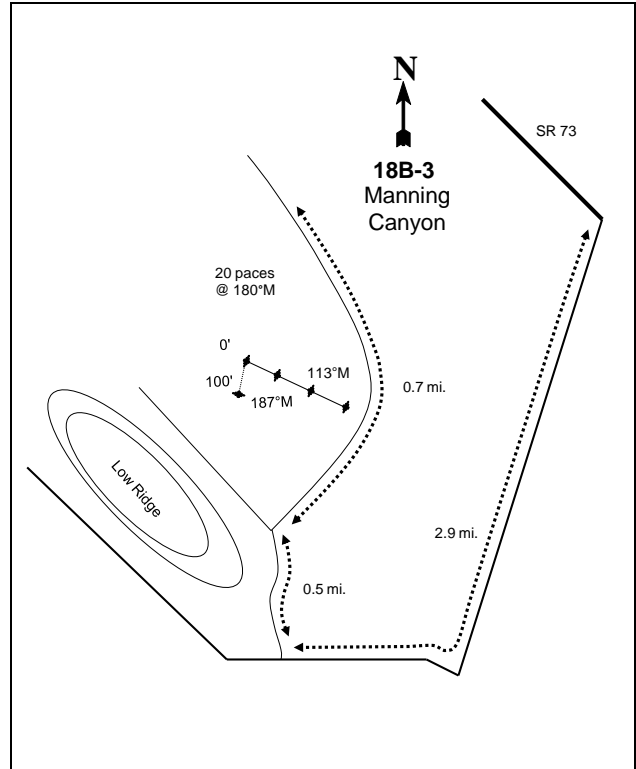 N
SR 73
18B-3
Manning
Canyon
20 paces
@ 180°M
0'
113°M
100'
187°M
0.7 mi.
Low Ridge
2.9 mi.
0.5 mi.